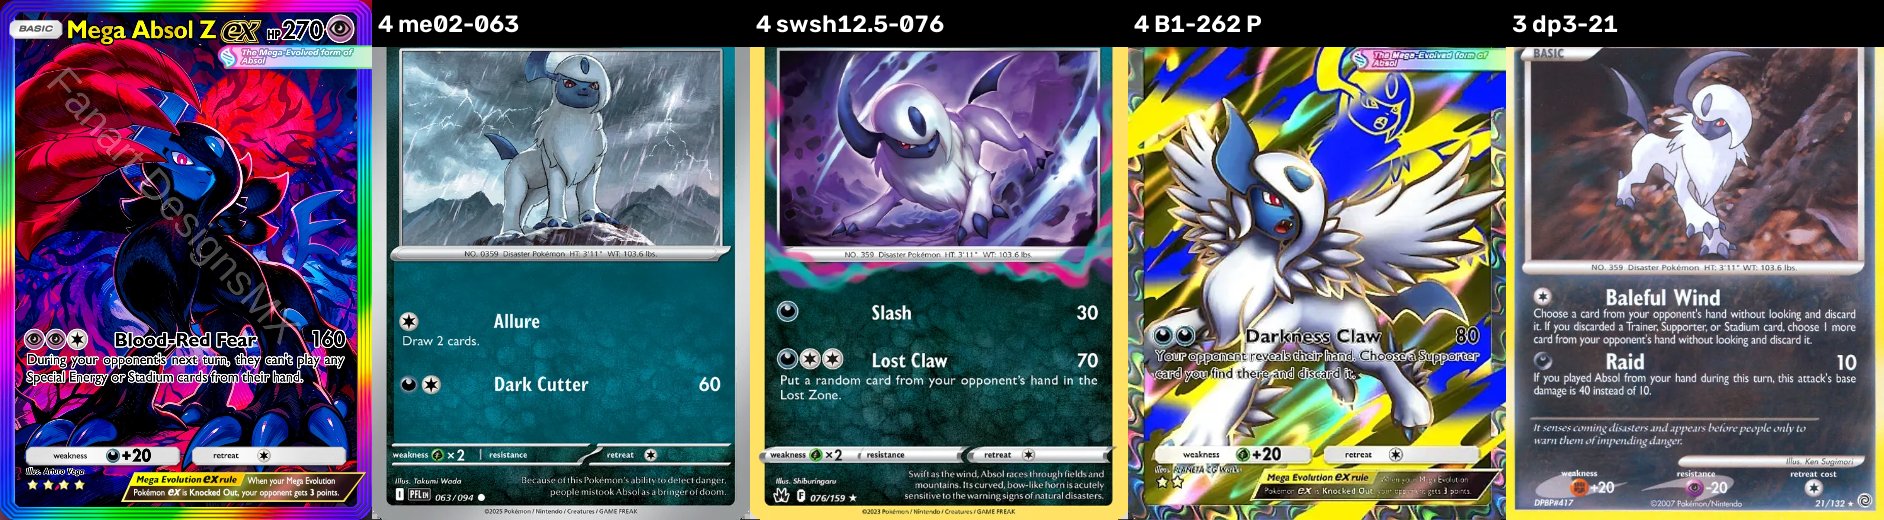 BASIC
Mega Absol Z ex HP 270
The Mega-Evolved form of
Absol
FanartDesignsMX
Blood-Red Fear 160
During your opponent's next turn, they can't play any
Special Energy or Stadium cards from their hand.
weakness +20 retreat
Illus. Arturo Vega
Mega Evolution ex rule When your Mega Evolution
Pokémon ex is Knocked Out, your opponent gets 3 points.
4 me02-063
NO. 0359 Disaster Pokémon HT: 3'11" WT: 103.6 lbs.
Allure
Draw 2 cards.
Dark Cutter 60
weakness ×2 resistance retreat
Illus. Takumi Wada
I PFL EN 063/094
Because of this Pokémon's ability to detect danger,
people mistook Absol as a bringer of doom.
©2025 Pokémon / Nintendo / Creatures / GAME FREAK
4 swsh12.5-076
NO. 359 Disaster Pokémon HT: 3'11" WT: 103.6 lbs.
Slash 30
Lost Claw 70
Put a random card from your opponent's hand in the
Lost Zone.
weakness ×2 resistance retreat
Illus. Shiburingaru
F 076/159
Swift as the wind, Absol races through fields and
mountains. Its curved, bow-like horn is acutely
sensitive to the warning signs of natural disasters.
©2023 Pokémon / Nintendo / Creatures / GAME FREAK
4 B1-262 P
The Mega-Evolved form of
Absol
Darkness Claw 80
Your opponent reveals their hand. Choose a Supporter
card you find there and discard it.
weakness +20 retreat
Illus. PLANETA CG Works
Mega Evolution ex rule When your Mega Evolution
Pokémon ex is Knocked Out, your opponent gets 3 points.
3 dp3-21
BASIC
NO. 359 Disaster Pokémon HT: 3'11" WT: 103.6 lbs.
Baleful Wind
Choose a card from your opponent's hand without looking and discard
it. If you discarded a Trainer, Supporter, or Stadium card, choose 1 more
card from your opponent's hand without looking and discard it.
Raid 10
If you played Absol from your hand during this turn, this attack's base
damage is 40 instead of 10.
It senses coming disasters and appears before people only to
warn them of impending danger.
Illus. Ken Sugimori
weakness resistance retreat cost
+20 -20
DPBP#417 ©2007 Pokémon/Nintendo 21/132